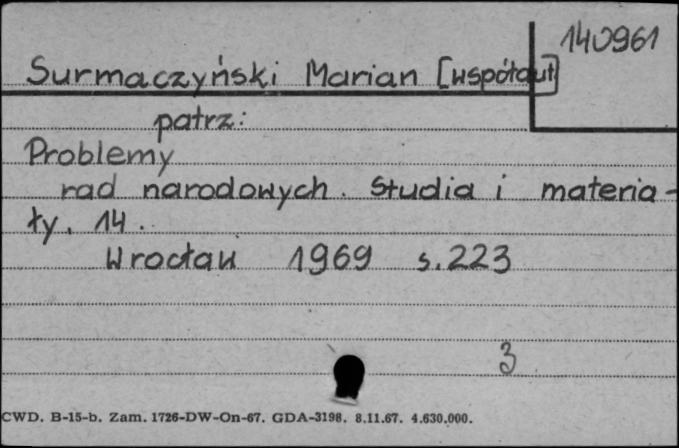 140961
Surmaczyński Marian [współaut]
patrz:
Problemy
rad narodowych. Studia i materia-
ły. 14.
Wrocław 1969 s. 223
3
CWD. B-15-b. Zam. 1726-DW-On-67. GDA-3198. 8.11.67. 4.630.000.